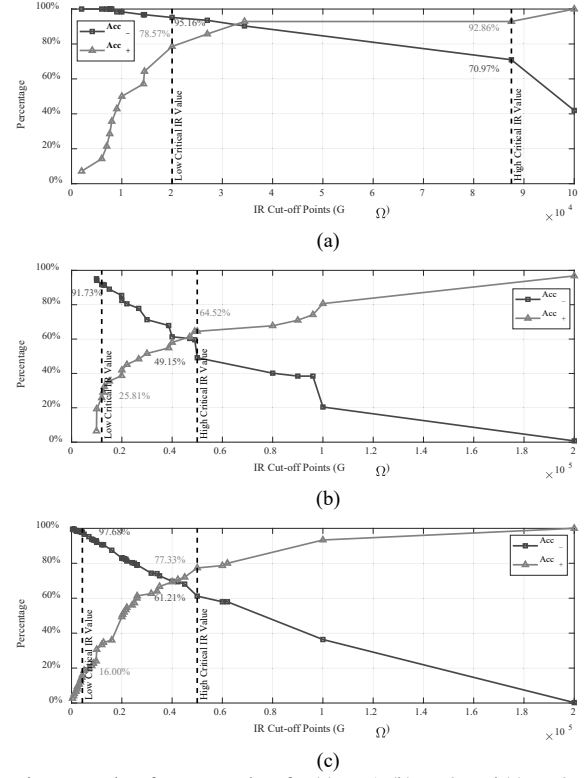 100%
80%
60%
40%
20%
0%
Percentage
Acc −
Acc +
78.57%
95.16%
92.86%
70.97%
Low Critical IR Value
High Critical IR Value
0 1 2 3 4 5 6 7 8 9 10
IR Cut-off Points (G Ω)
×10^4
(a)
100%
80%
60%
40%
20%
0%
Percentage
Acc −
Acc +
91.73%
64.52%
49.15%
25.81%
Low Critical IR Value
High Critical IR Value
0 0.2 0.4 0.6 0.8 1 1.2 1.4 1.6 1.8 2
IR Cut-off Points (G Ω)
×10^5
(b)
100%
80%
60%
40%
20%
0%
Percentage
Acc −
Acc +
97.68%
77.33%
61.21%
16.00%
Low Critical IR Value
High Critical IR Value
0 0.2 0.4 0.6 0.8 1 1.2 1.4 1.6 1.8 2
IR Cut-off Points (G Ω)
×10^5
(c)